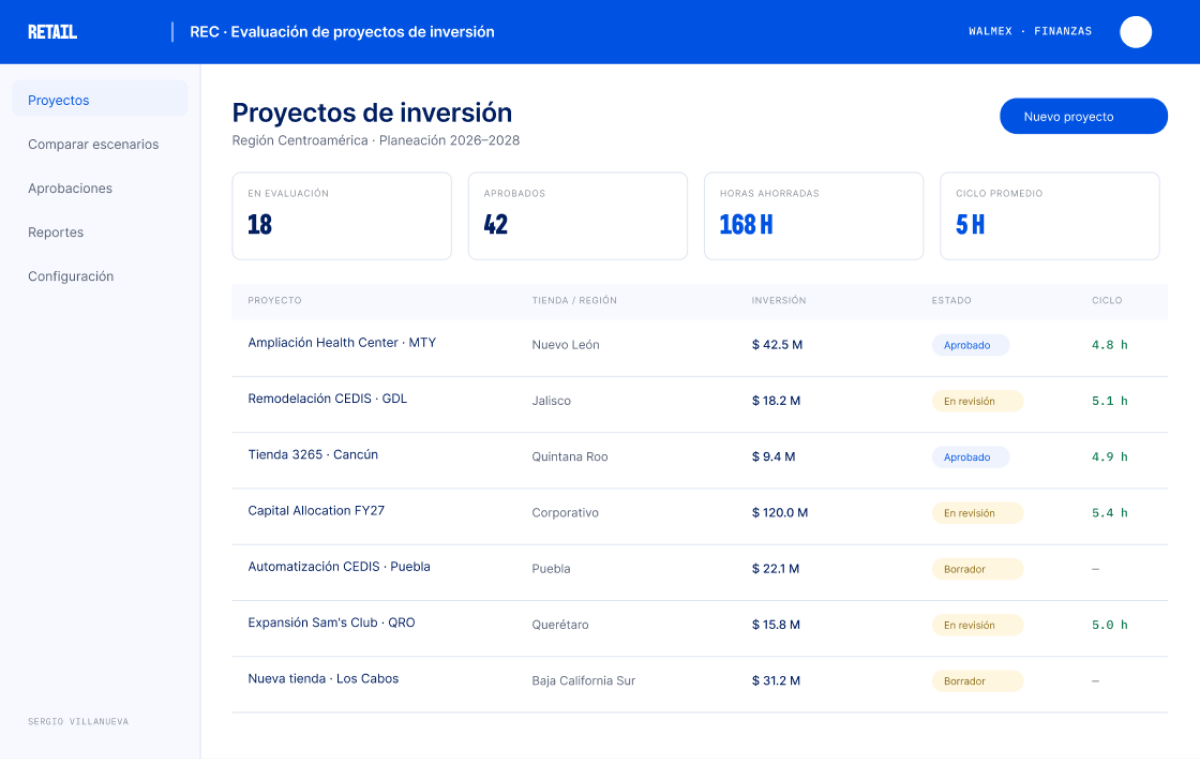 RETAIL
REC · Evaluación de proyectos de inversión
WALMEX · FINANZAS
Proyectos
Comparar escenarios
Aprobaciones
Reportes
Configuración
SERGIO VILLANUEVA
Proyectos de inversión
Región Centroamérica · Planeación 2026–2028
Nuevo proyecto
EN EVALUACIÓN
18
APROBADOS
42
HORAS AHORRADAS
168 H
CICLO PROMEDIO
5 H
PROYECTO TIENDA / REGIÓN INVERSIÓN ESTADO CICLO
Ampliación Health Center · MTY Nuevo León $ 42.5 M Aprobado 4.8 h
Remodelación CEDIS · GDL Jalisco $ 18.2 M En revisión 5.1 h
Tienda 3265 · Cancún Quintana Roo $ 9.4 M Aprobado 4.9 h
Capital Allocation FY27 Corporativo $ 120.0 M En revisión 5.4 h
Automatización CEDIS · Puebla Puebla $ 22.1 M Borrador —
Expansión Sam's Club · QRO Querétaro $ 15.8 M En revisión 5.0 h
Nueva tienda · Los Cabos Baja California Sur $ 31.2 M Borrador —